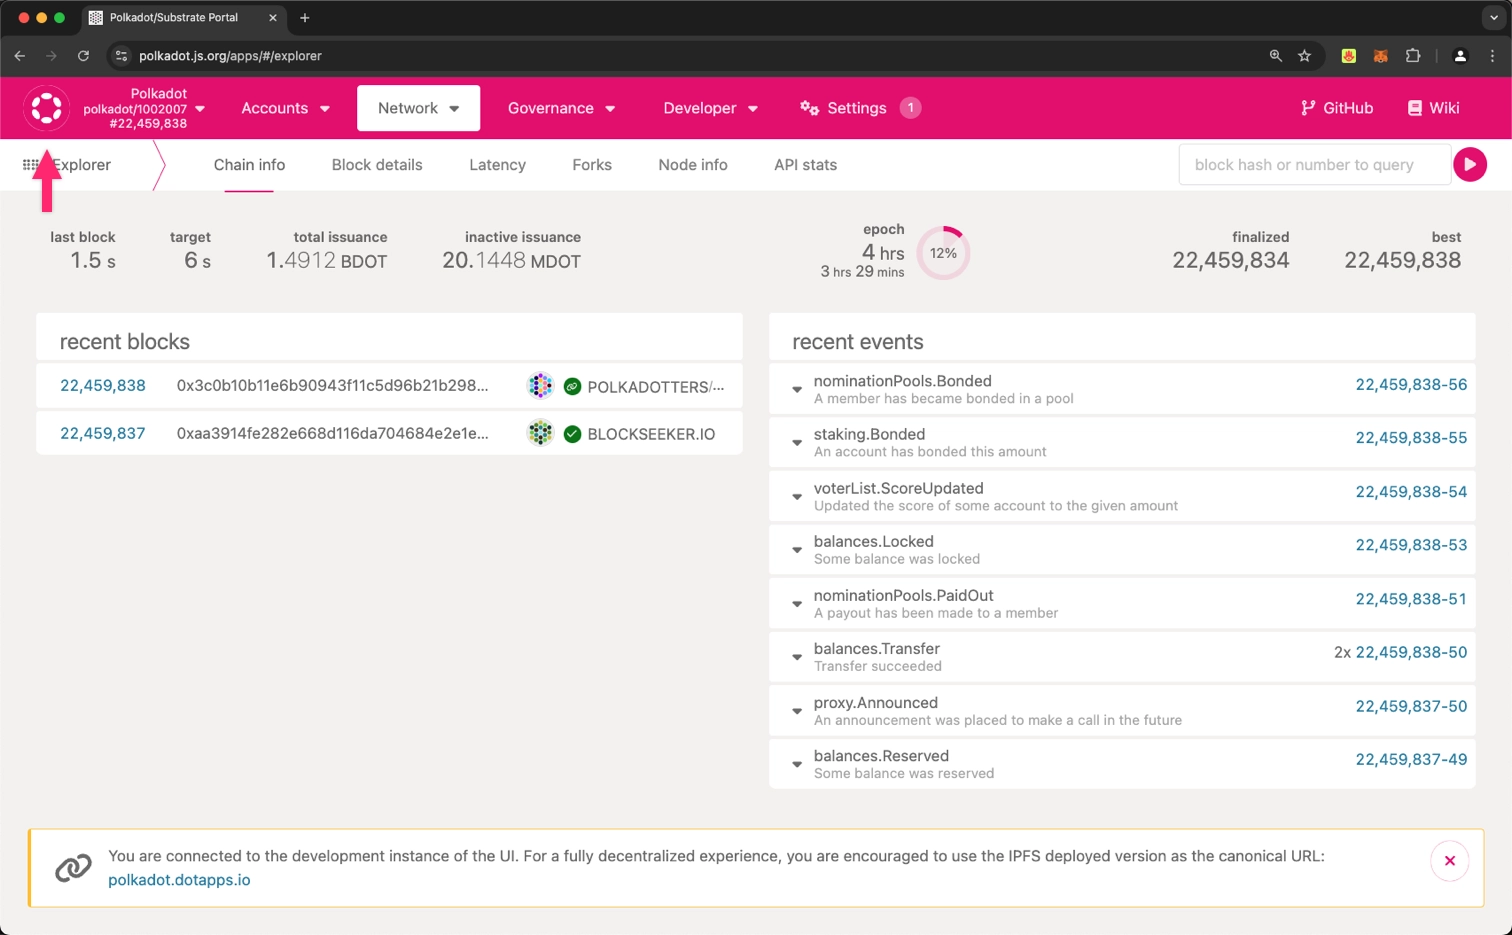 Polkadot/Substrate Portal
polkadot.js.org/apps/#/explorer
Polkadot
polkadot/1002007
#22,459,838
Accounts
Network
Governance
Developer
Settings
1
GitHub
Wiki
Explorer
Chain info
Block details
Latency
Forks
Node info
API stats
block hash or number to query
last block
1.5 s
target
6 s
total issuance
1.4912 BDOT
inactive issuance
20.1448 MDOT
epoch
4 hrs
3 hrs 29 mins
12%
finalized
22,459,834
best
22,459,838
recent blocks
22,459,838 0x3c0b10b11e6b90943f11c5d96b21b298... POLKADOTTERS/...
22,459,837 0xaa3914fe282e668d116da704684e2e1e... BLOCKSEEKER.IO
recent events
nominationPools.Bonded 22,459,838-56
A member has became bonded in a pool
staking.Bonded 22,459,838-55
An account has bonded this amount
voterList.ScoreUpdated 22,459,838-54
Updated the score of some account to the given amount
balances.Locked 22,459,838-53
Some balance was locked
nominationPools.PaidOut 22,459,838-51
A payout has been made to a member
balances.Transfer 2x 22,459,838-50
Transfer succeeded
proxy.Announced 22,459,837-50
An announcement was placed to make a call in the future
balances.Reserved 22,459,837-49
Some balance was reserved
You are connected to the development instance of the UI. For a fully decentralized experience, you are encouraged to use the IPFS deployed version as the canonical URL:
polkadot.dotapps.io